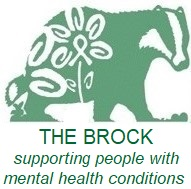 THE BROCK
supporting people with
mental health conditions